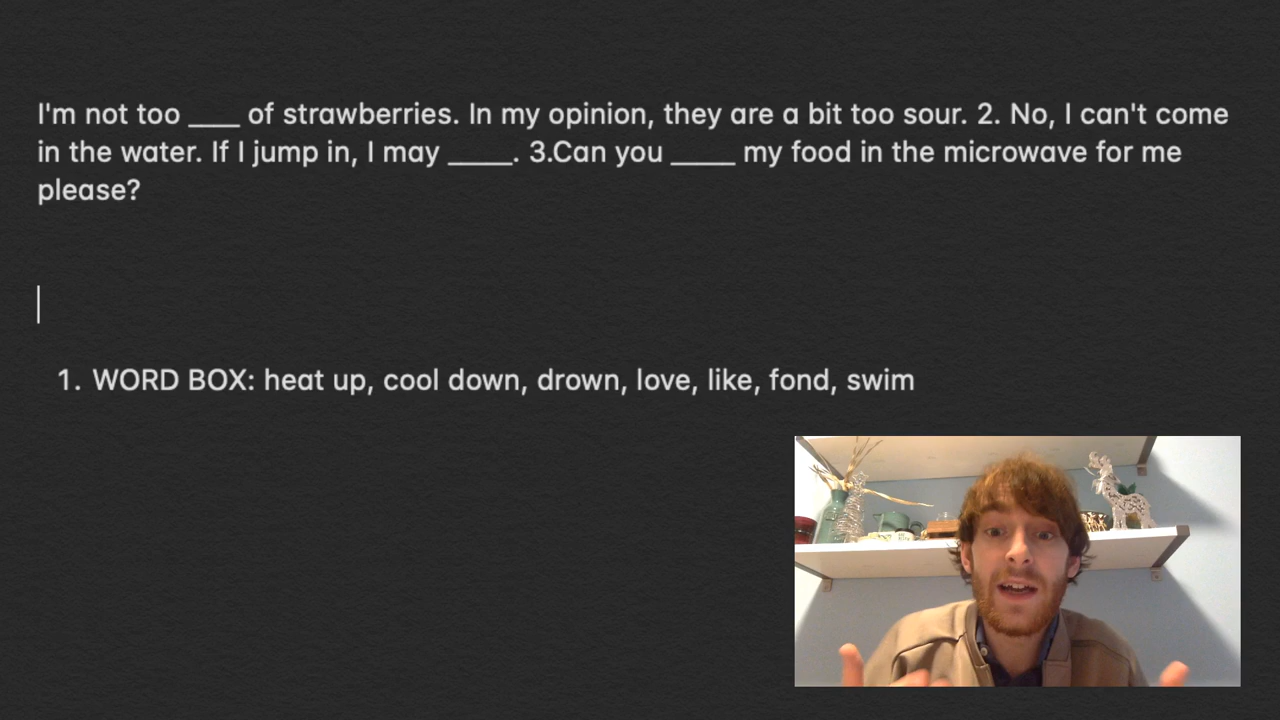 I'm not too ____ of strawberries. In my opinion, they are a bit too sour. 2. No, I can't come
in the water. If I jump in, I may _____. 3.Can you _____ my food in the microwave for me
please?
1. WORD BOX: heat up, cool down, drown, love, like, fond, swim